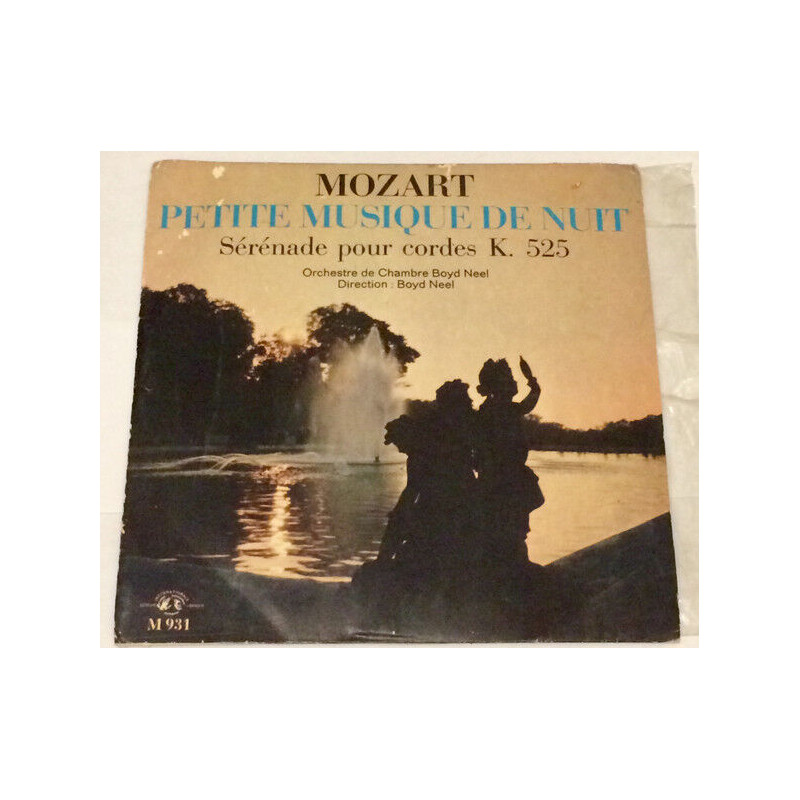 MOZART
PETITE MUSIQUE DE NUIT
Sérénade pour cordes K. 525
Orchestre de Chambre Boyd Neel
Direction : Boyd Neel
M 931